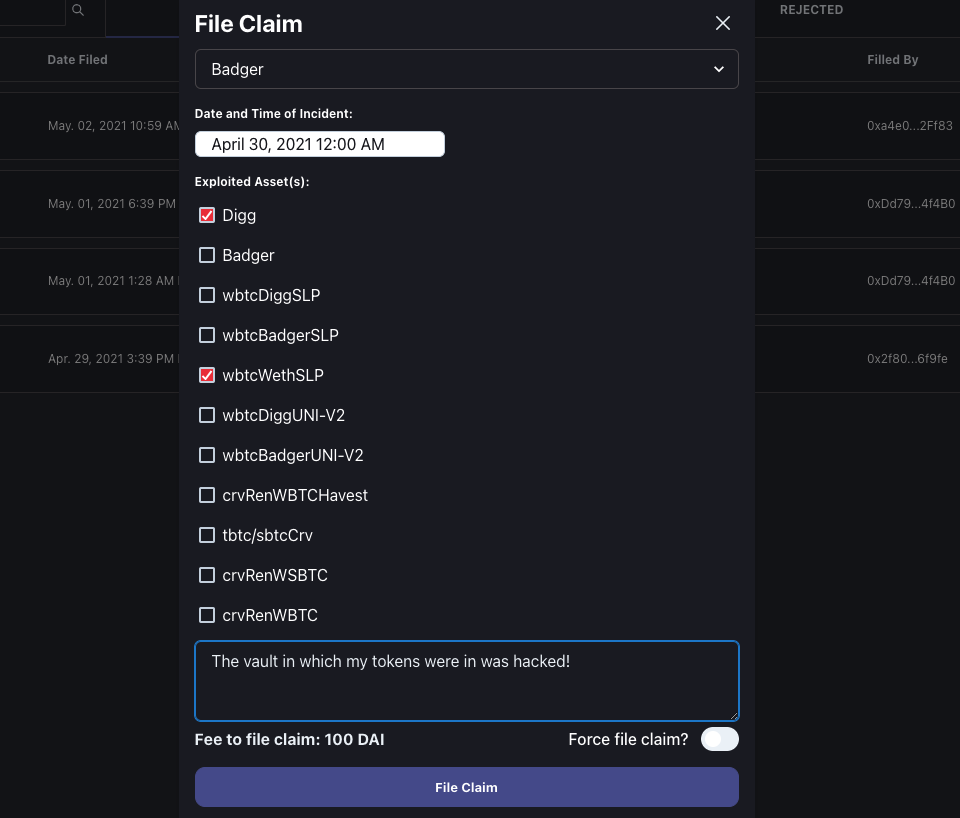 REJECTED
File Claim
Date Filed
Filled By
Badger
Date and Time of Incident:
May. 02, 2021 10:59 AM
0xa4e0...2Ff83
April 30, 2021 12:00 AM
Exploited Asset(s):
May. 01, 2021 6:39 PM
0xDd79...4f4B0
Digg
Badger
May. 01, 2021 1:28 AM
0xDd79...4f4B0
wbtcDiggSLP
wbtcBadgerSLP
Apr. 29, 2021 3:39 PM
0x2f80...6f9fe
wbtcWethSLP
wbtcDiggUNI-V2
wbtcBadgerUNI-V2
crvRenWBTCHavest
tbtc/sbtcCrv
crvRenWSBTC
crvRenWBTC
The vault in which my tokens were in was hacked!
Fee to file claim: 100 DAI
Force file claim?
File Claim